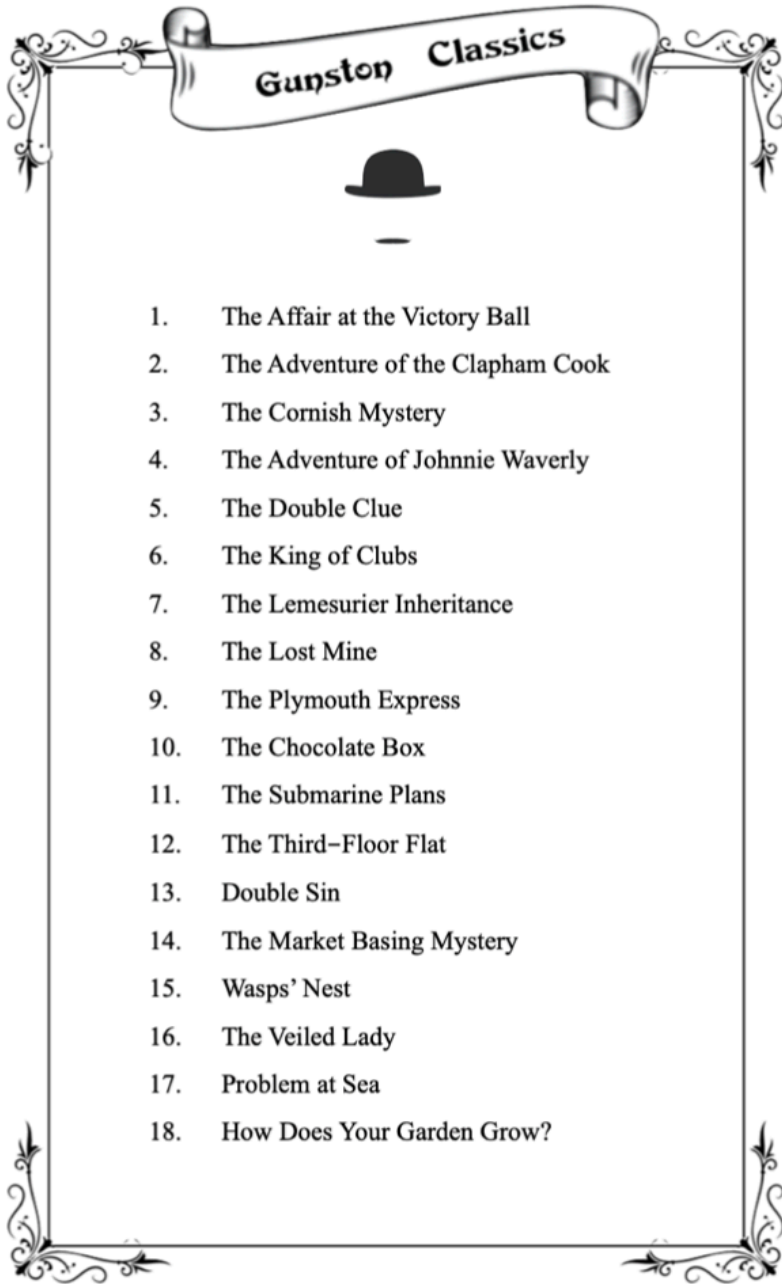 Gunston Classics
1. The Affair at the Victory Ball
2. The Adventure of the Clapham Cook
3. The Cornish Mystery
4. The Adventure of Johnnie Waverly
5. The Double Clue
6. The King of Clubs
7. The Lemesurier Inheritance
8. The Lost Mine
9. The Plymouth Express
10. The Chocolate Box
11. The Submarine Plans
12. The Third–Floor Flat
13. Double Sin
14. The Market Basing Mystery
15. Wasps’ Nest
16. The Veiled Lady
17. Problem at Sea
18. How Does Your Garden Grow?